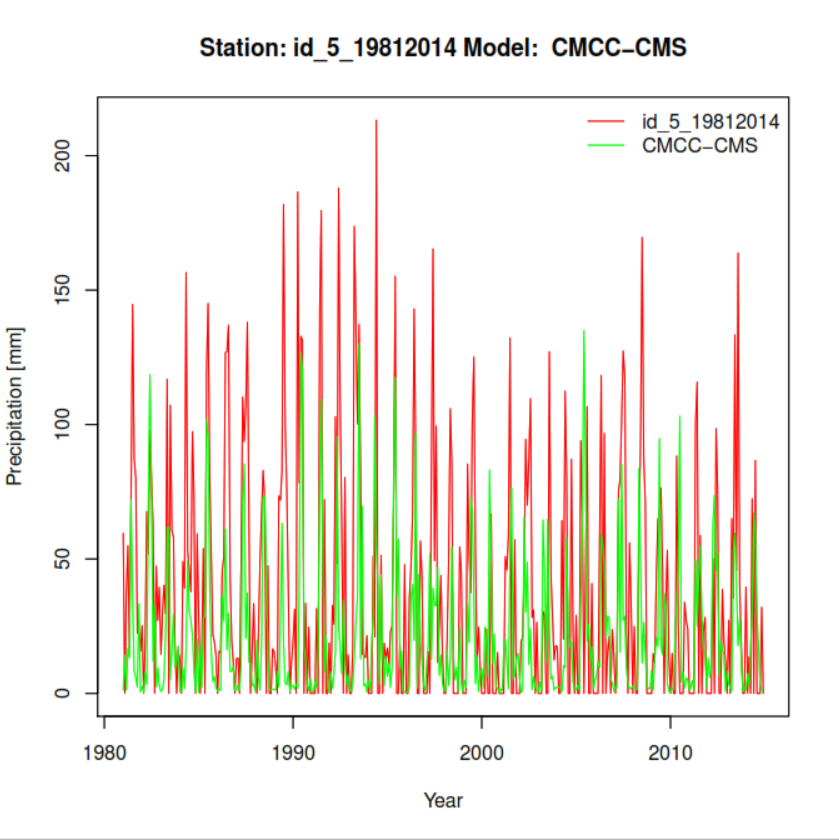 Station: id_5_19812014 Model:  CMCC−CMS
id_5_19812014
CMCC−CMS
200
150
100
50
0
Precipitation [mm]
1980 1990 2000 2010
Year